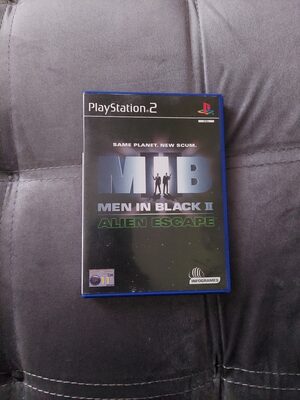 PlayStation.2
SAME PLANET. NEW SCUM.
MIB
MEN IN BLACK II
ALIEN ESCAPE
INFOGRAMES